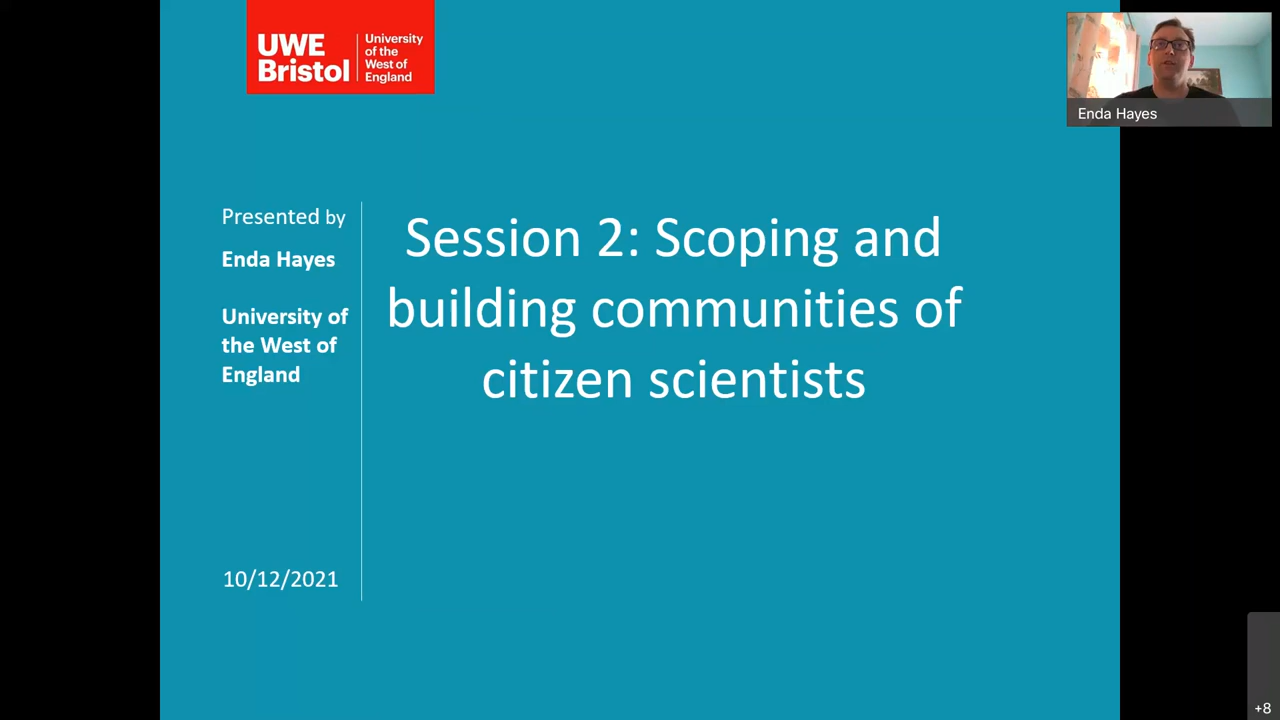 UWE
Bristol
University
of the
West of
England
Enda Hayes
Presented by
Enda Hayes
University of
the West of
England
10/12/2021
Session 2: Scoping and
building communities of
citizen scientists
+8